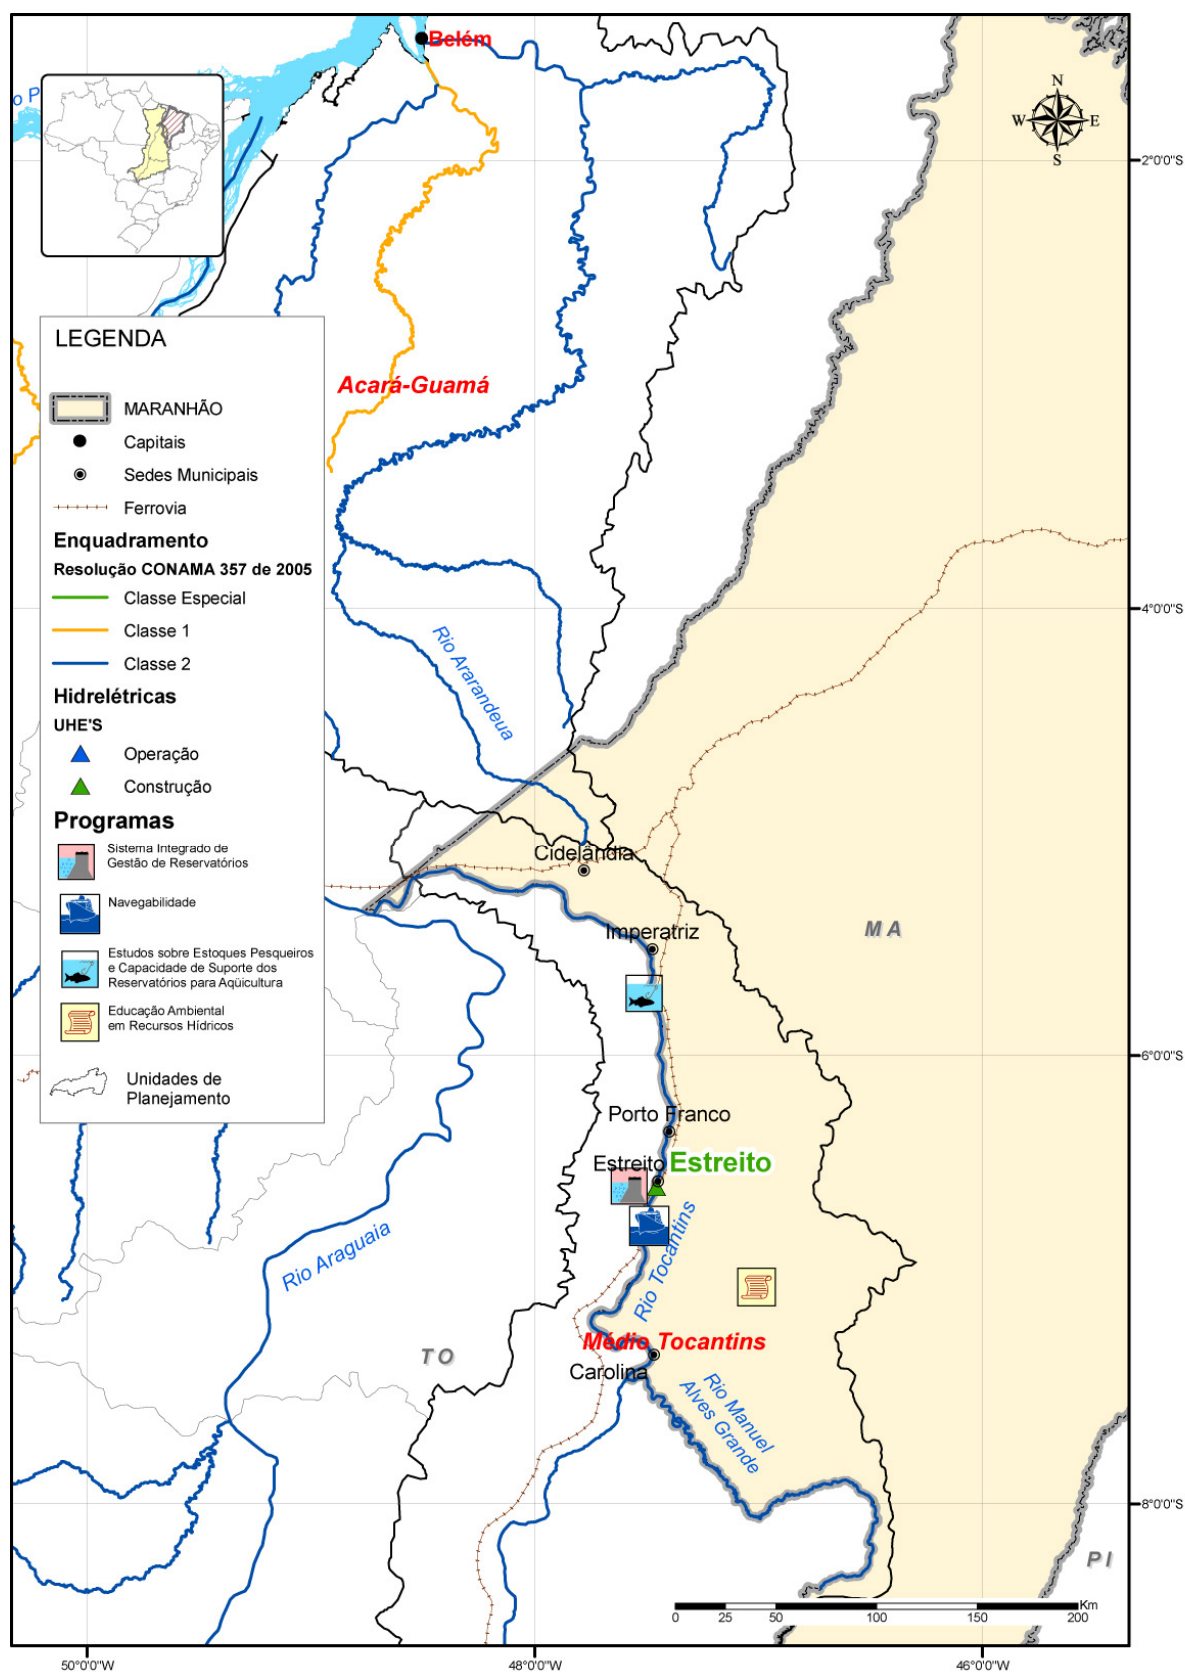 Belém
o P
N
W E
S
2°0'0"S
LEGENDA
MARANHÃO
Capitais
Sedes Municipais
Ferrovia
Enquadramento
Resolução CONAMA 357 de 2005
Classe Especial
Classe 1
Classe 2
Hidrelétricas
UHE'S
Operação
Construção
Programas
Sistema Integrado de
Gestão de Reservatórios
Navegabilidade
Estudos sobre Estoques Pesqueiros
e Capacidade de Suporte dos
Reservatórios para Aqüicultura
Educação Ambiental
em Recursos Hídricos
Unidades de
Planejamento
Acará-Guamá
4°0'0"S
Rio Ararandeua
Cidelândia
Imperatriz
MA
6°0'0"S
Porto Franco
Estreito
Estreito
Rio Tocantins
Rio Araguaia
Médio Tocantins
TO
Carolina
Rio Manuel
Alves Grande
8°0'0"S
PI
Km
0 25 50 100 150 200
50°0'0"W 48°0'0"W 46°0'0"W